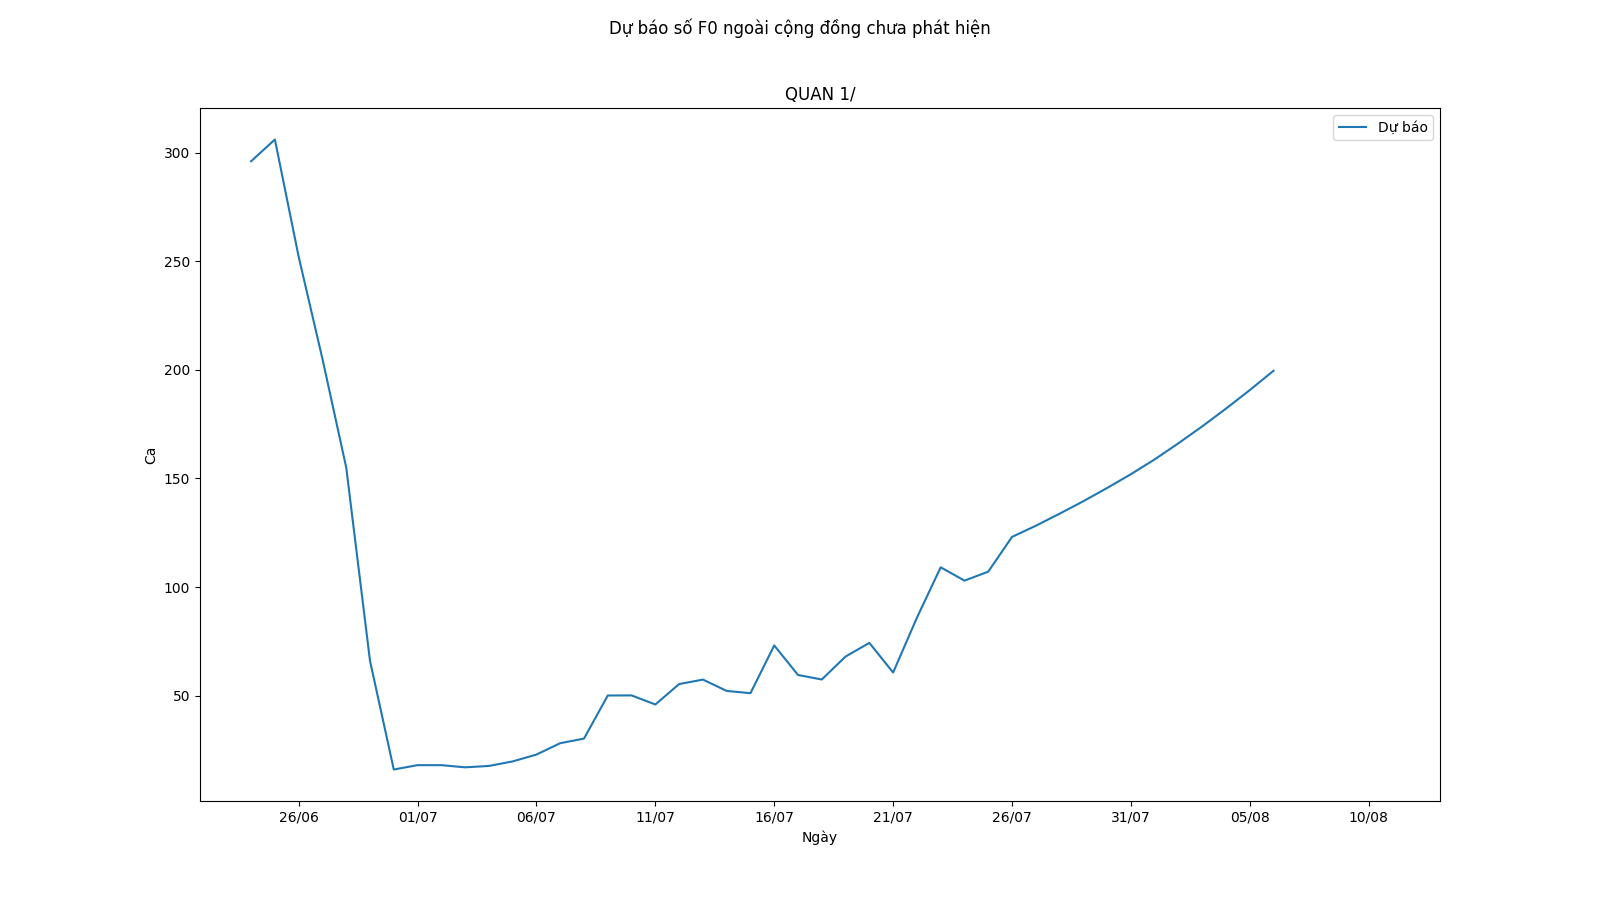 Dự báo số F0 ngoài cộng đồng chưa phát hiện
QUAN 1/
Dự báo
300
250
200
150
100
50
Ca
26/06 01/07 06/07 11/07 16/07 21/07 26/07 31/07 05/08 10/08
Ngày